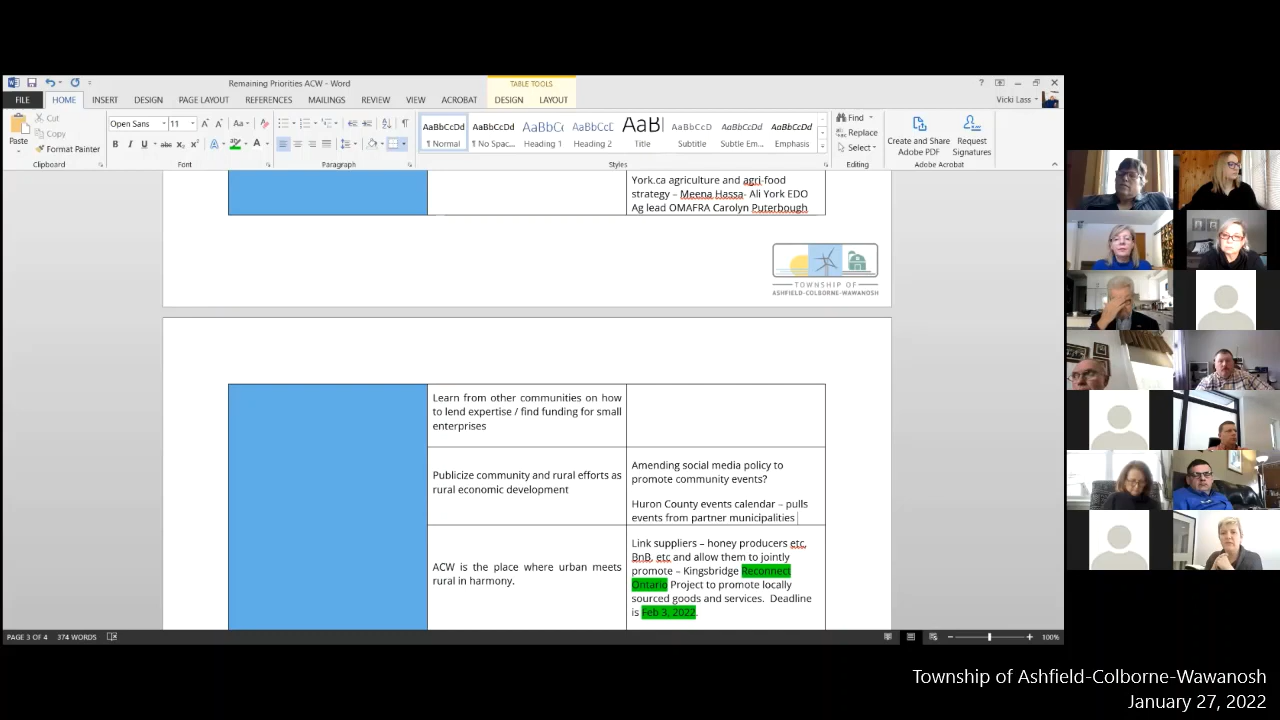 Remaining Priorities ACW - Word
TABLE TOOLS
FILE HOME INSERT DESIGN PAGE LAYOUT REFERENCES MAILINGS REVIEW VIEW ACROBAT DESIGN LAYOUT
Vicki Lass
Paste
Cut
Copy
Format Painter
Clipboard
Open Sans 11
Font
Paragraph
AaBbCcDd AaBbCcDd AaBbC AaBbCcC AaB AaBbCcD AaBbCcDd AaBbCcDd
¶ Normal ¶ No Spac... Heading 1 Heading 2 Title Subtitle Subtle Em... Emphasis
Styles
Find
Replace
Select
Editing
Create and Share
Adobe PDF
Request
Signatures
Adobe Acrobat
York.ca agriculture and agri-food
strategy – Meena Hassa- Ali York EDO
Ag lead OMAFRA Carolyn Puterbough
TOWNSHIP OF
ASHFIELD-COLBORNE-WAWANOSH
Learn from other communities on how
to lend expertise / find funding for small
enterprises
Publicize community and rural efforts as
rural economic development
Amending social media policy to
promote community events?
Huron County events calendar – pulls
events from partner municipalities
ACW is the place where urban meets
rural in harmony.
Link suppliers – honey producers etc,
BnB, etc and allow them to jointly
promote – Kingsbridge Reconnect
Ontario Project to promote locally
sourced goods and services. Deadline
is Feb 3, 2022.
PAGE 3 OF 4 374 WORDS
100%
Township of Ashfield-Colborne-Wawanosh
January 27, 2022